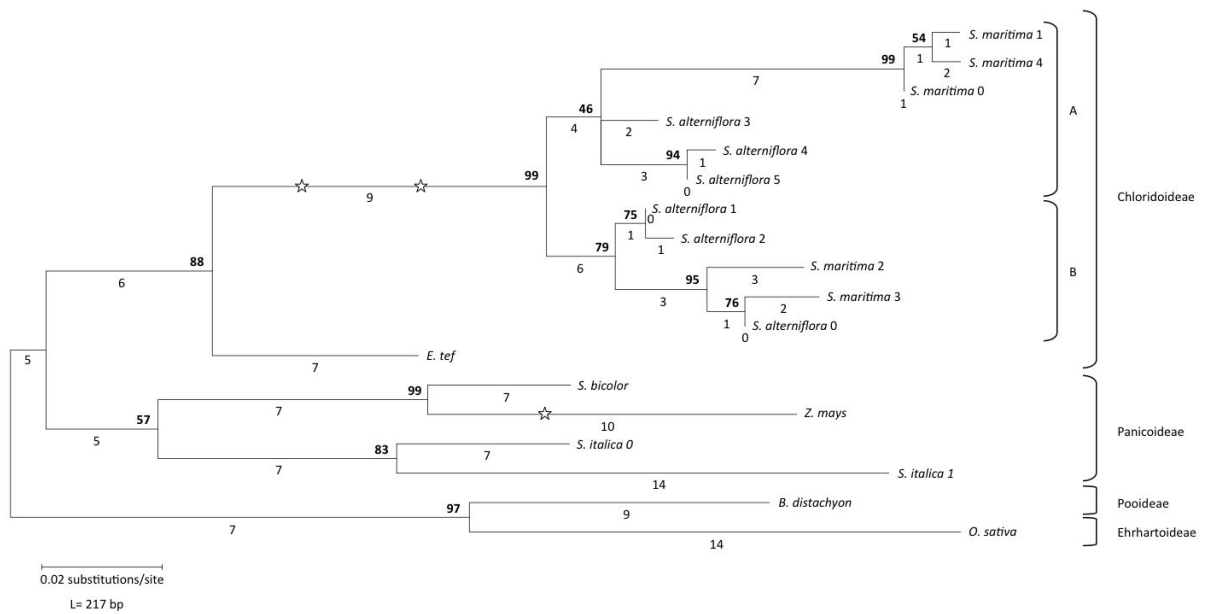 54
S. maritima 1
1
99
1
S. maritima 4
2
7
S. maritima 0
1
A
46
4
S. alterniflora 3
2
94
S. alterniflora 4
1
3
S. alterniflora 5
0
99
9
Chloridoideae
75
S. alterniflora 1
0
1
S. alterniflora 2
1
79
6
B
95
S. maritima 2
3
3
76
S. maritima 3
2
1
S. alterniflora 0
0
88
6
E. tef
7
5
99
S. bicolor
7
7
Z. mays
10
57
5
Panicoideae
83
S. italica 0
7
7
S. italica 1
14
97
B. distachyon
9
Pooideae
7
O. sativa
14
Ehrhartoideae
0.02 substitutions/site
L= 217 bp